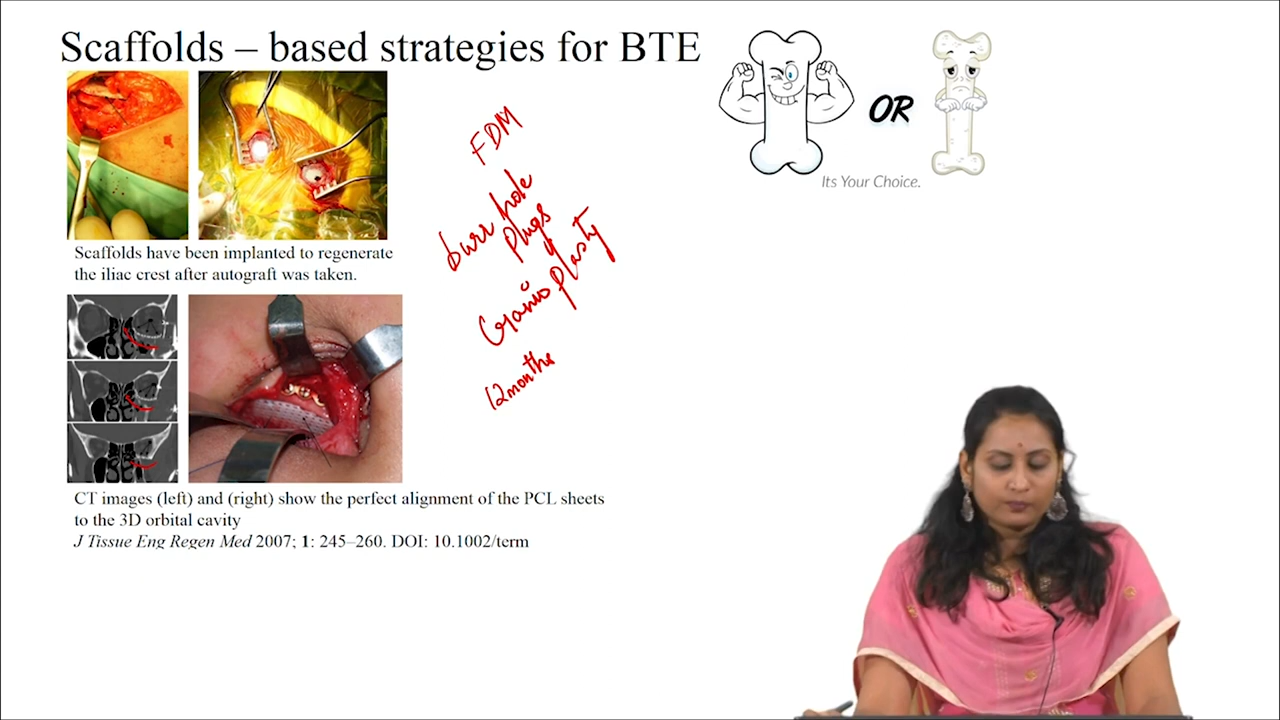 Scaffolds – based strategies for BTE
OR
Its Your Choice.
FDM
burr hole
plugs
Cranioplasty
12months
Scaffolds have been implanted to regenerate
the iliac crest after autograft was taken.
CT images (left) and (right) show the perfect alignment of the PCL sheets
to the 3D orbital cavity
J Tissue Eng Regen Med 2007; 1: 245–260. DOI: 10.1002/term